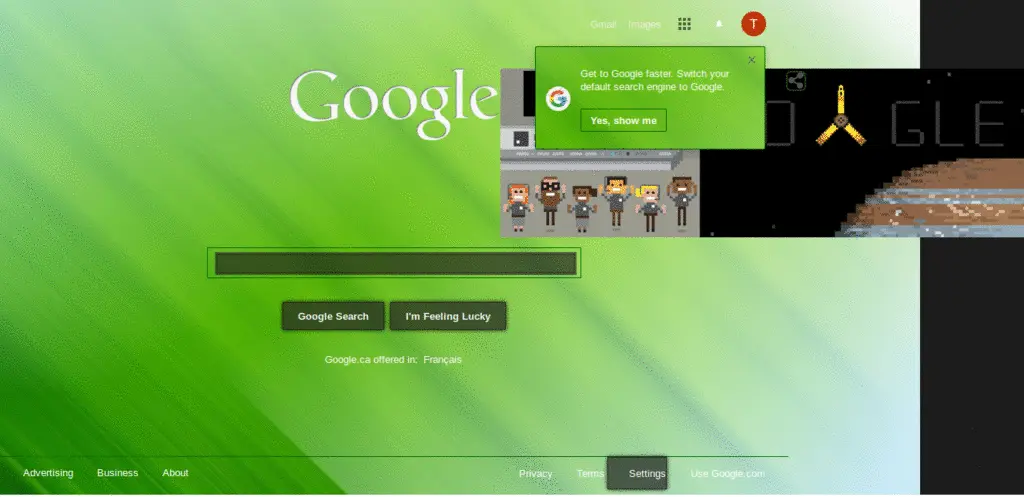 Gmail Images
T
Get to Google faster. Switch your
default search engine to Google.
Yes, show me
Google
GLE
Google Search I'm Feeling Lucky
Google.ca offered in: Français
Advertising Business About Privacy Terms Settings Use Google.com